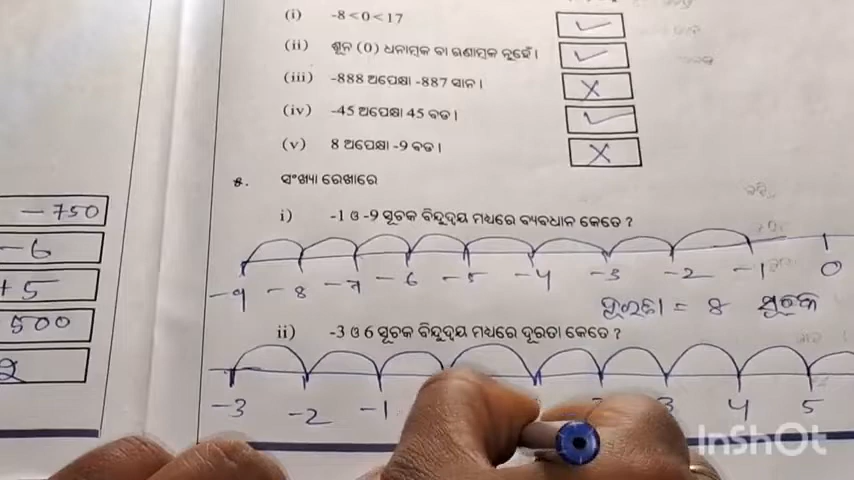 (i) -8 < 0 < 17 ✓
(ii) ଶୂନ (0) ଧନାତ୍ମକ ବା ଋଣାତ୍ମକ ନୁହେଁ। ✓
(iii) -888 ଅପେକ୍ଷା -887 ସାନ। ✗
(iv) -45 ଅପେକ୍ଷା 45 ବଡ। ✓
(v) 8 ଅପେକ୍ଷା -9 ବଡ। ✗
-750
-6
+5
500
2
୫. ସଂଖ୍ୟା ରେଖାରେ
i) -1 ଓ -9 ସୂଚକ ବିନ୍ଦୁଦ୍ୱୟ ମଧ୍ୟରେ ବ୍ୟବଧାନ କେତେ ?
-9 -8 -7 -6 -5 -4 -3 -2 -1 0
ଦୂରତା = 8
ii) -3 ଓ 6 ସୂଚକ ବିନ୍ଦୁଦ୍ୱୟ ମଧ୍ୟରେ ଦୂରତା କେତେ ?
-3 -2 -1 3 4 5
InShOt